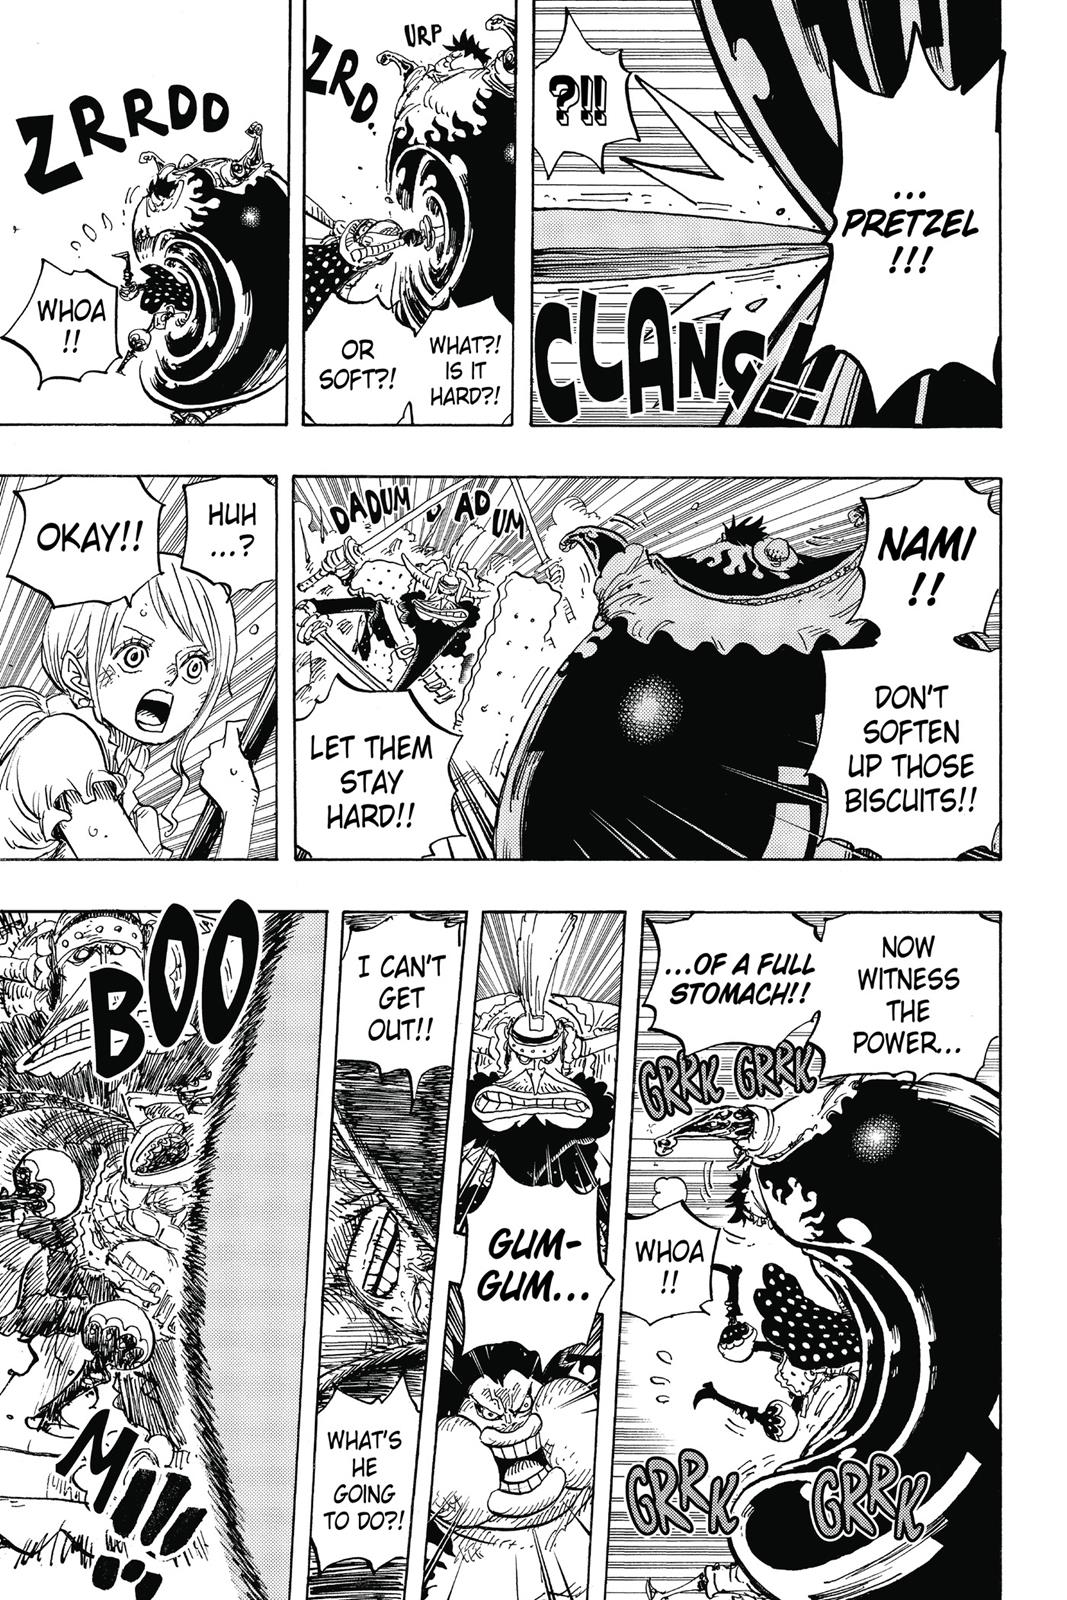 ?!!
...
PRETZEL
!!!
CLANG!!
URP
ZRD.
WHAT?!
IS IT
HARD?!
OR
SOFT?!
ZRRDD
WHOA
!!
NAMI
!!
DON'T
SOFTEN
UP THOSE
BISCUITS!!
DADUM
DADUM
LET THEM
STAY
HARD!!
HUH
...?
OKAY!!
NOW
WITNESS
THE
POWER...
...OF A FULL
STOMACH!!
GRRK GRRK
WHOA
!!
GRRK
GRRK
GUM-
GUM...
I CAN'T
GET
OUT!!
WHAT'S
HE
GOING
TO DO?!
BOO
M!!!